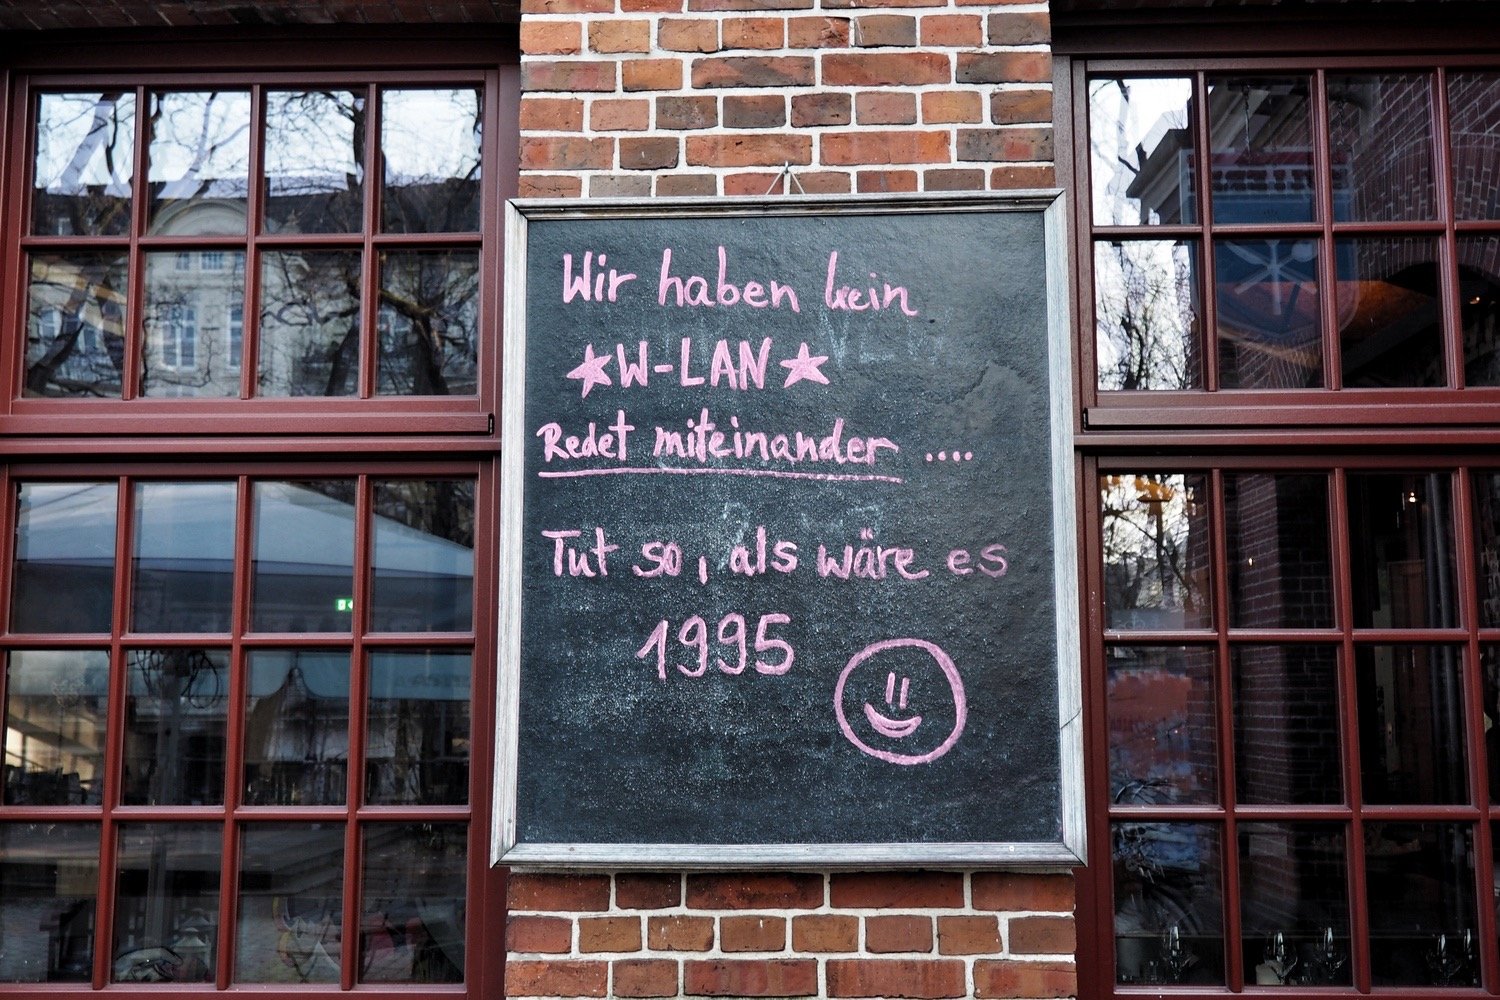 Wir haben kein
★W-LAN★
Redet miteinander ....
Tut so, als wäre es
1995